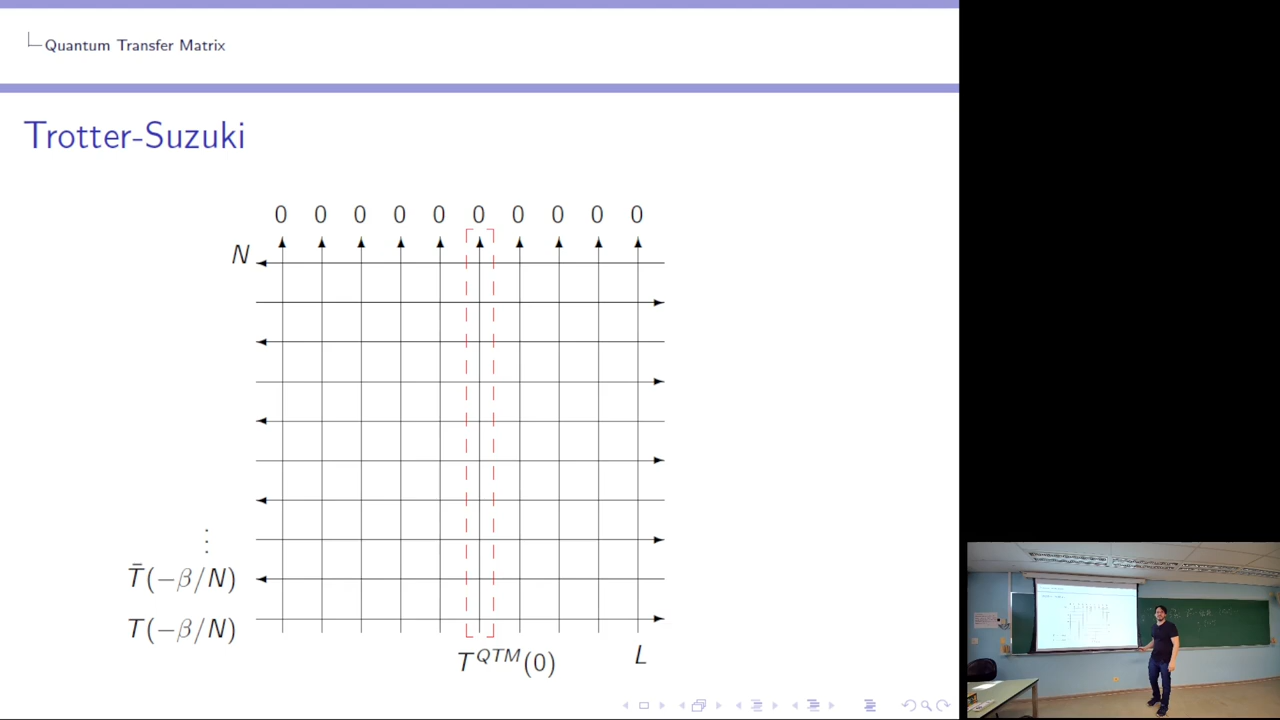 Quantum Transfer Matrix
Trotter-Suzuki
0 0 0 0 0 0 0 0 0 0
N
⋮
T̄(−β/N)
T(−β/N)
T^{QTM}(0)
L